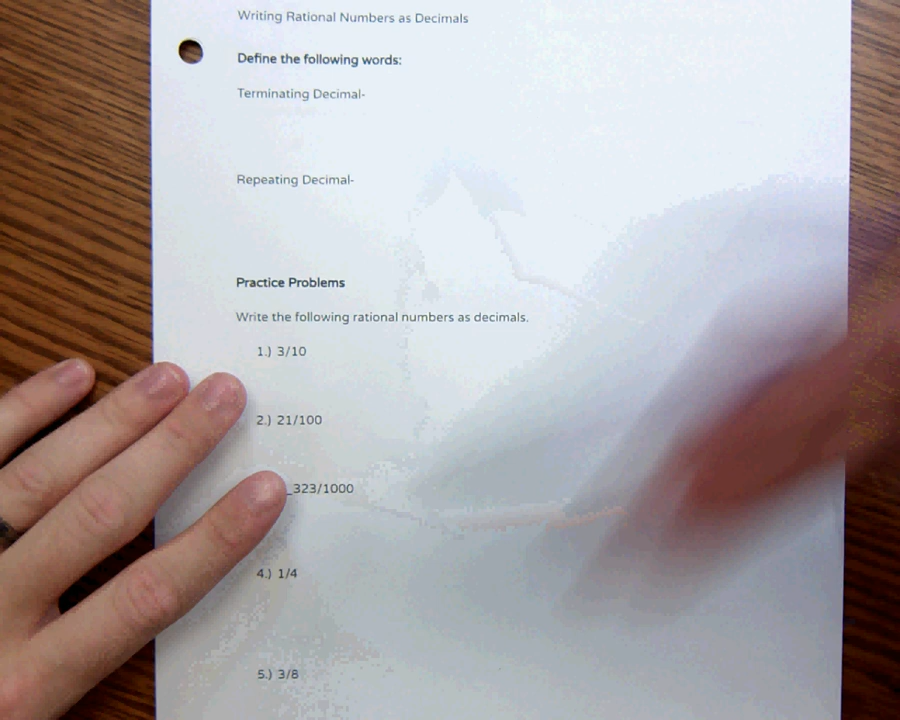 Writing Rational Numbers as Decimals
Define the following words:
Terminating Decimal-
Repeating Decimal-
Practice Problems
Write the following rational numbers as decimals.
1.) 3/10
2.) 21/100
_323/1000
4.) 1/4
5.) 3/8